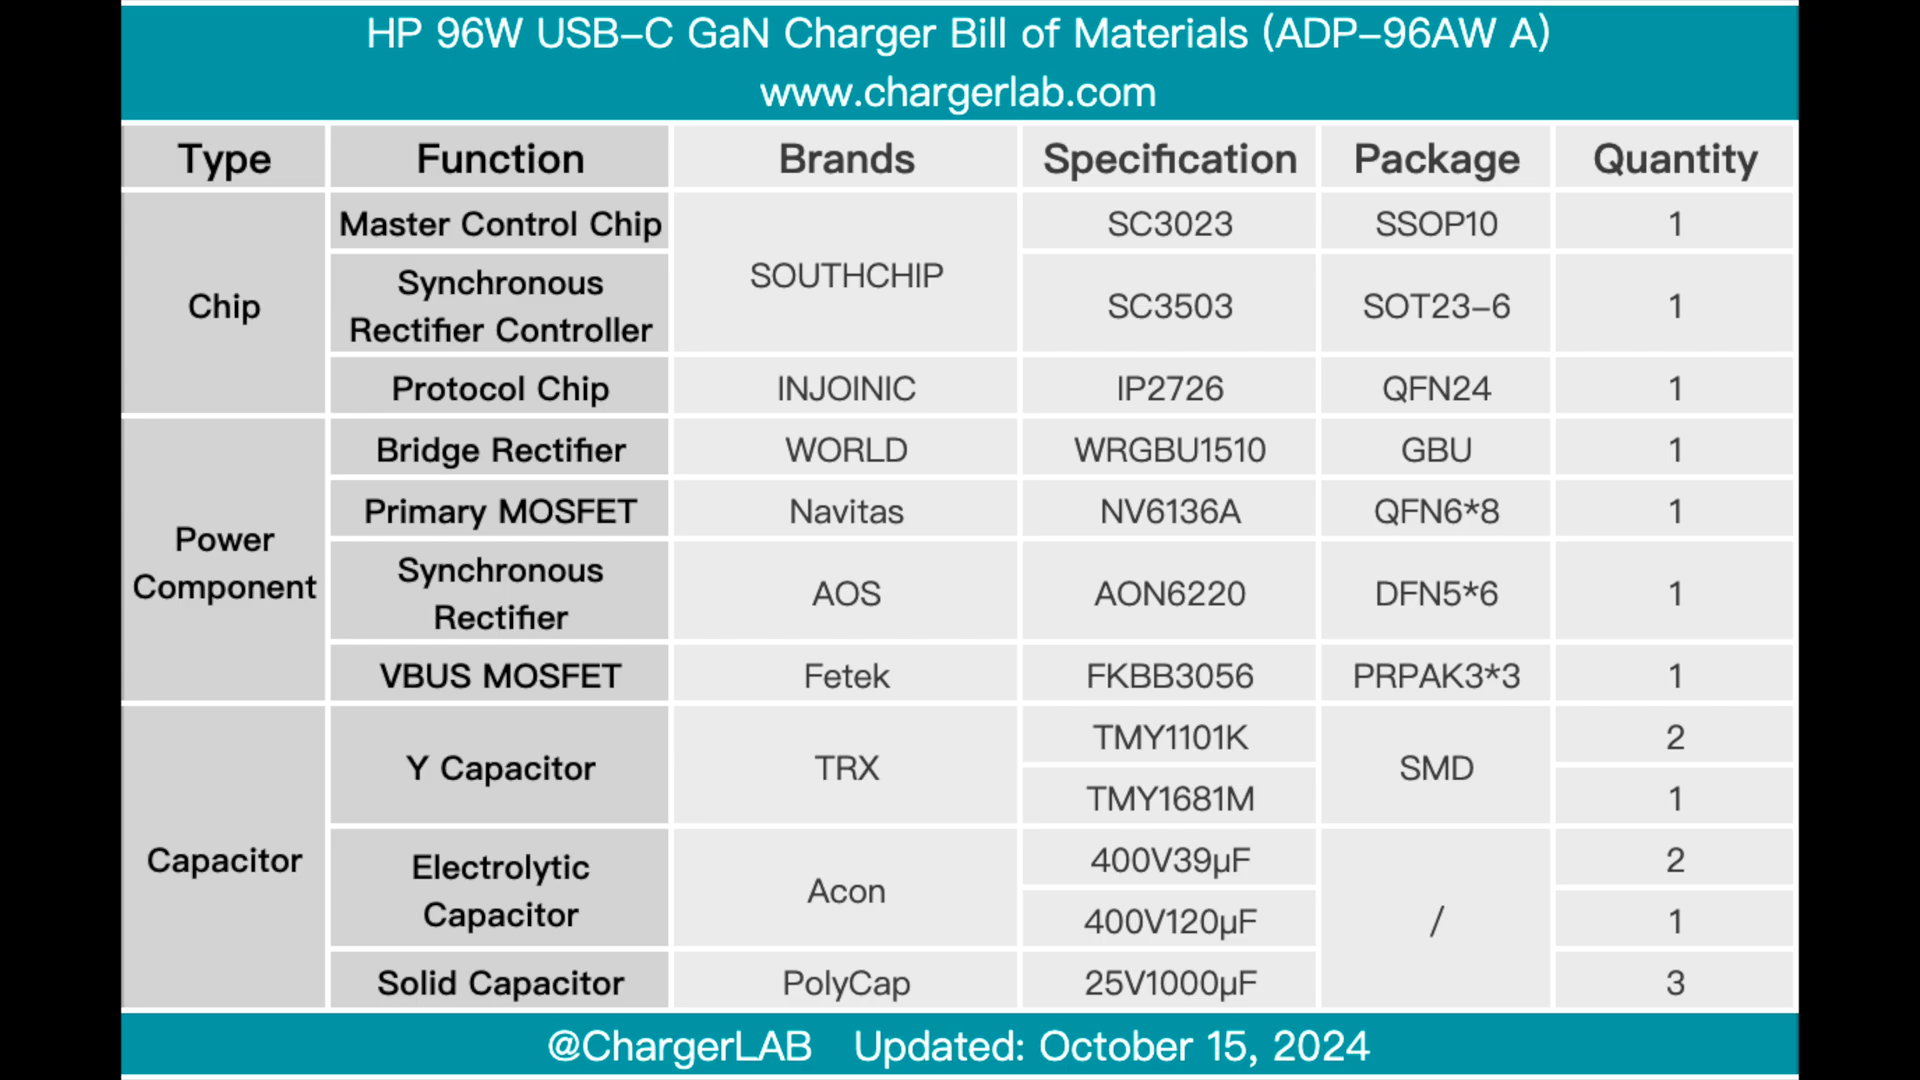 HP 96W USB-C GaN Charger Bill of Materials (ADP-96AW A)
www.chargerlab.com
Type Function Brands Specification Package Quantity
Chip
Master Control Chip SOUTHCHIP SC3023 SSOP10 1
Synchronous
Rectifier Controller SC3503 SOT23-6 1
Protocol Chip INJOINIC IP2726 QFN24 1
Power
Component
Bridge Rectifier WORLD WRGBU1510 GBU 1
Primary MOSFET Navitas NV6136A QFN6*8 1
Synchronous
Rectifier AOS AON6220 DFN5*6 1
VBUS MOSFET Fetek FKBB3056 PRPAK3*3 1
Capacitor
Y Capacitor TRX TMY1101K SMD 2
TMY1681M 1
Electrolytic
Capacitor Acon 400V39μF / 2
400V120μF 1
Solid Capacitor PolyCap 25V1000μF 3
@ChargerLAB Updated: October 15, 2024